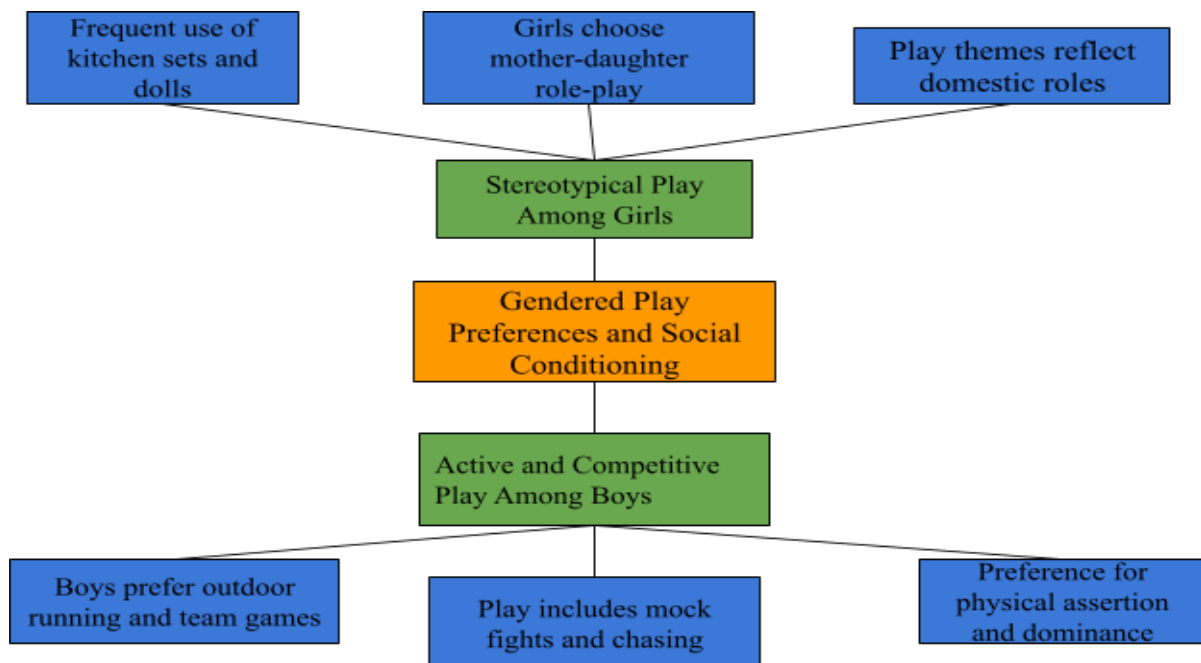 Frequent use of
kitchen sets and
dolls
Girls choose
mother-daughter
role-play
Play themes reflect
domestic roles
Stereotypical Play
Among Girls
Gendered Play
Preferences and Social
Conditioning
Active and Competitive
Play Among Boys
Boys prefer outdoor
running and team games
Play includes mock
fights and chasing
Preference for
physical assertion
and dominance